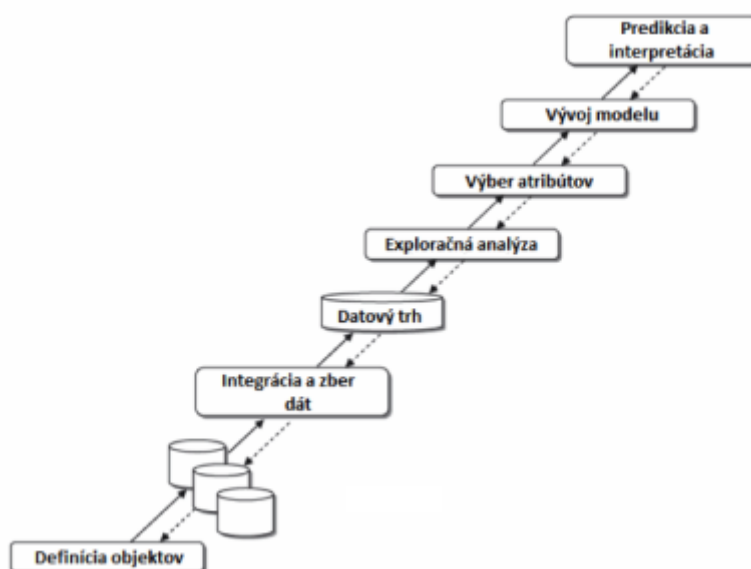 Predikcia a
interpretácia
Vývoj modelu
Výber atribútov
Exploračná analýza
Datový trh
Integrácia a zber
dát
Definícia objektov